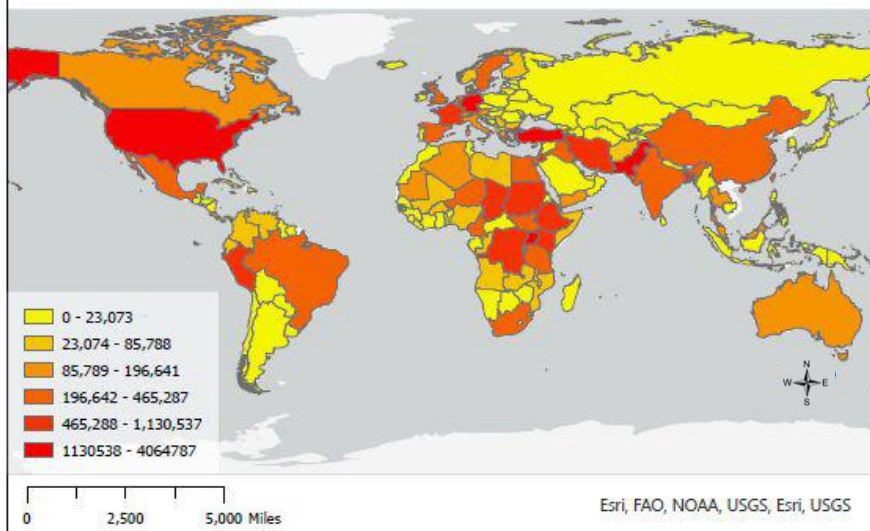 0 - 23,073
23,074 - 85,788
85,789 - 196,641
196,642 - 465,287
465,288 - 1,130,537
1130538 - 4064787
N
W E
S
0 2,500 5,000 Miles
Esri, FAO, NOAA, USGS, Esri, USGS